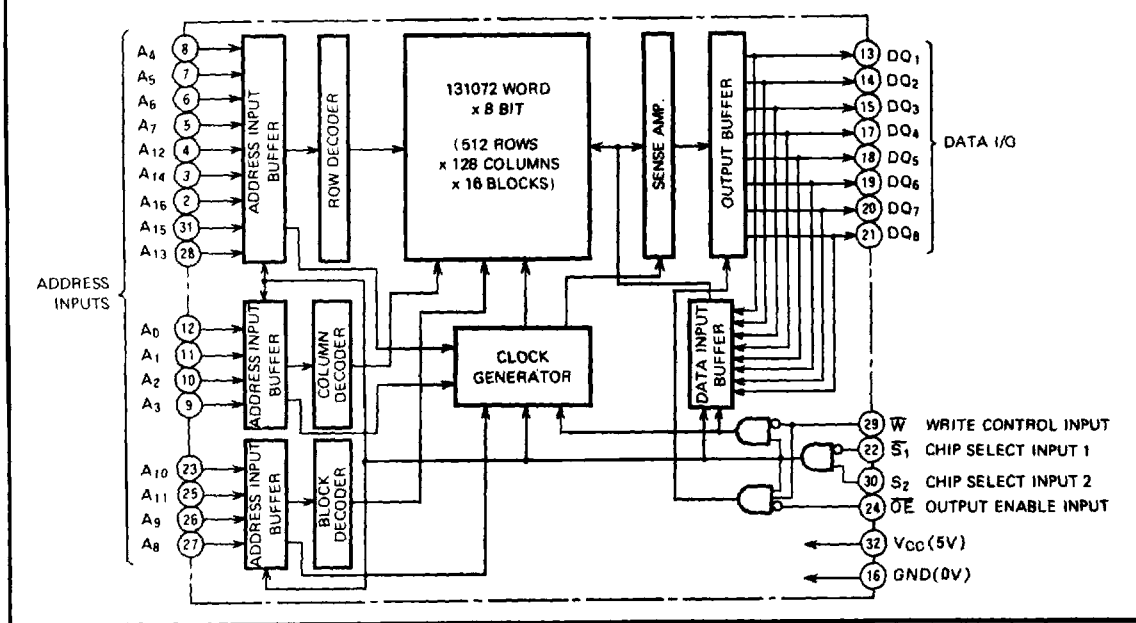 ADDRESS INPUTS
A4 8
A5 7
A6 6
A7 5
A12 4
A14 3
A16 2
A15 31
A13 28
A0 12
A1 11
A2 10
A3 9
A10 23
A11 25
A9 26
A8 27
ADDRESS INPUT BUFFER
ROW DECODER
131072 WORD
x 8 BIT
(512 ROWS
x 128 COLUMNS
x 16 BLOCKS)
SENSE AMP.
OUTPUT BUFFER
13 DQ1
14 DQ2
15 DQ3
17 DQ4
18 DQ5
19 DQ6
20 DQ7
21 DQ8
DATA I/O
ADDRESS INPUT BUFFER
COLUMN DECODER
CLOCK
GENERATOR
DATA INPUT BUFFER
ADDRESS INPUT BUFFER
BLOCK DECODER
29 W̅ WRITE CONTROL INPUT
22 S̅1 CHIP SELECT INPUT 1
30 S2 CHIP SELECT INPUT 2
24 O̅E̅ OUTPUT ENABLE INPUT
32 VCC(5V)
16 GND(0V)